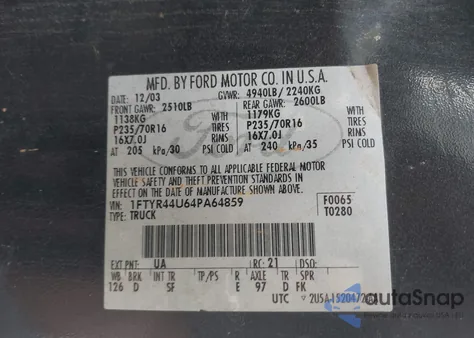 MFD. BY FORD MOTOR CO. IN U.S.A.
DATE: 12/03 GVWR: 4940LB/ 2240KG
FRONT GAWR: 2510LB REAR GAWR: 2600LB
1138KG WITH 1179KG WITH
P235/70R16 TIRES P235/70R16 TIRES
16X7.0J RIMS 16X7.0J RIMS
AT 205 kPa/30 PSI COLD AT 240 kPa/35 PSI COLD
THIS VEHICLE CONFORMS TO ALL APPLICABLE FEDERAL MOTOR
VEHICLE SAFETY AND THEFT PREVENTION STANDARDS IN
EFFECT ON THE DATE OF MANUFACTURE SHOWN ABOVE.
VIN: 1FTYR44U64PA64859 F0065
TYPE: TRUCK T0280
EXT PNT: UA RC: 21 DSO:
WB BRK INT TR TP/PS R AXLE TR SPR
126 D SF E 97 D FK
UTC
autoSnap